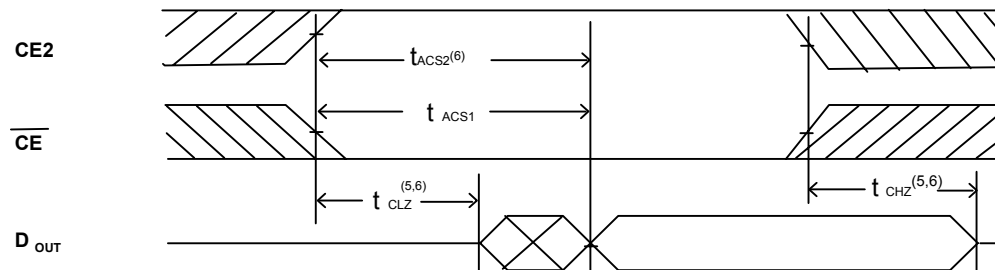 CE2
tACS2(6)
t ACS1
CE
t CLZ (5,6)
t CHZ(5,6)
D OUT